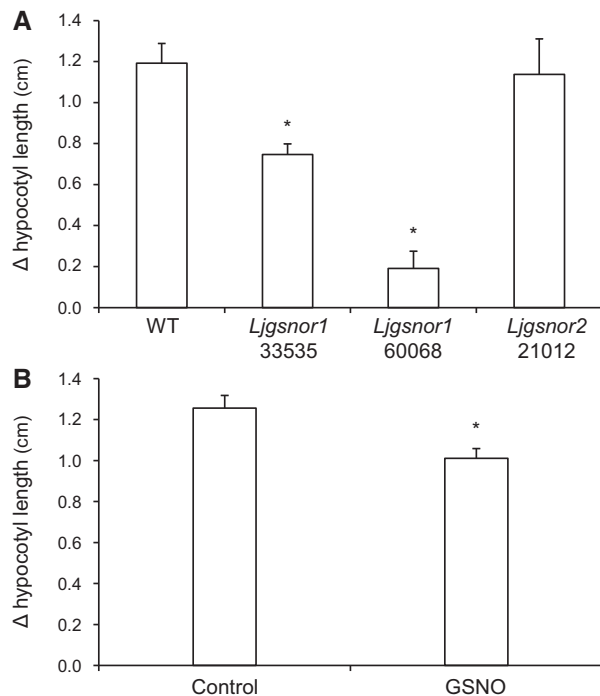 A
Δ hypocotyl length (cm)
1.4
1.2
1.0
0.8
0.6
0.4
0.2
0.0
*
*
WT
Ljgsnor1
33535
Ljgsnor1
60068
Ljgsnor2
21012
B
Δ hypocotyl length (cm)
1.4
1.2
1.0
0.8
0.6
0.4
0.2
0.0
*
Control
GSNO